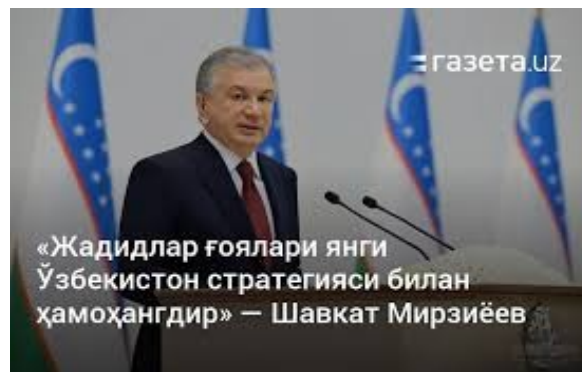 газета.uz
«Жадидлар ғоялари янги
Ўзбекистон стратегияси билан
ҳамоҳангдир» — Шавкат Мирзиёев